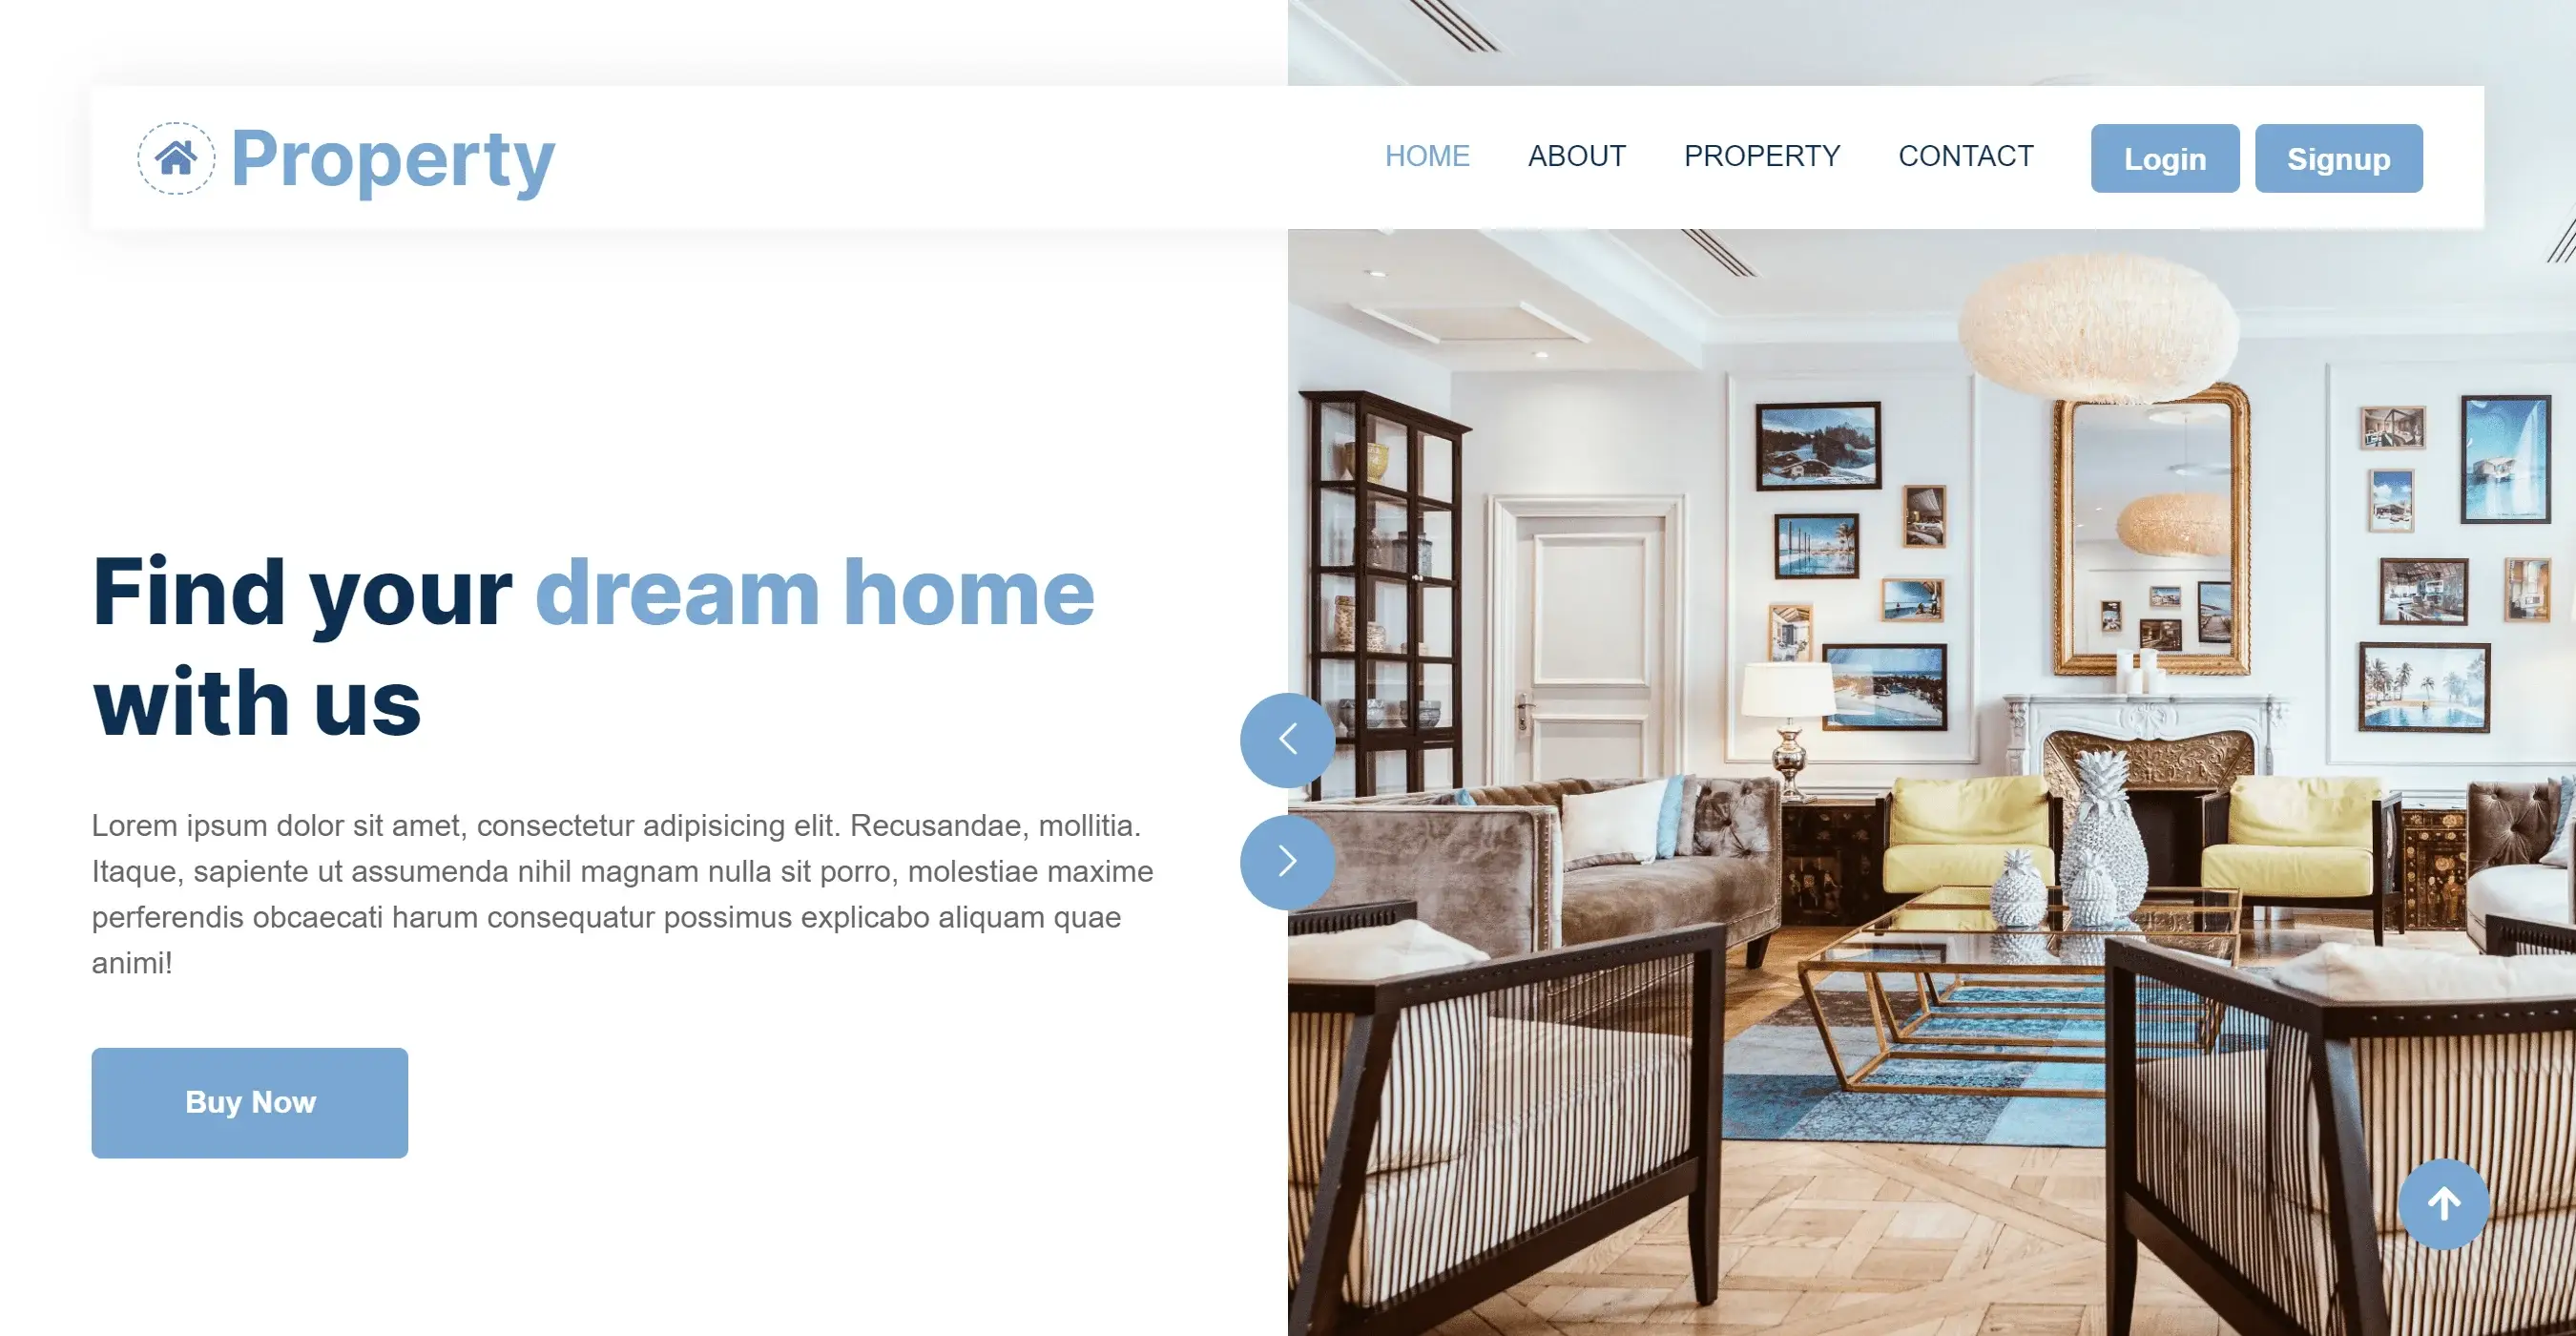 Property
HOME ABOUT PROPERTY CONTACT Login Signup
Find your dream home
with us
Lorem ipsum dolor sit amet, consectetur adipisicing elit. Recusandae, mollitia.
Itaque, sapiente ut assumenda nihil magnam nulla sit porro, molestiae maxime
perferendis obcaecati harum consequatur possimus explicabo aliquam quae
animi!
Buy Now